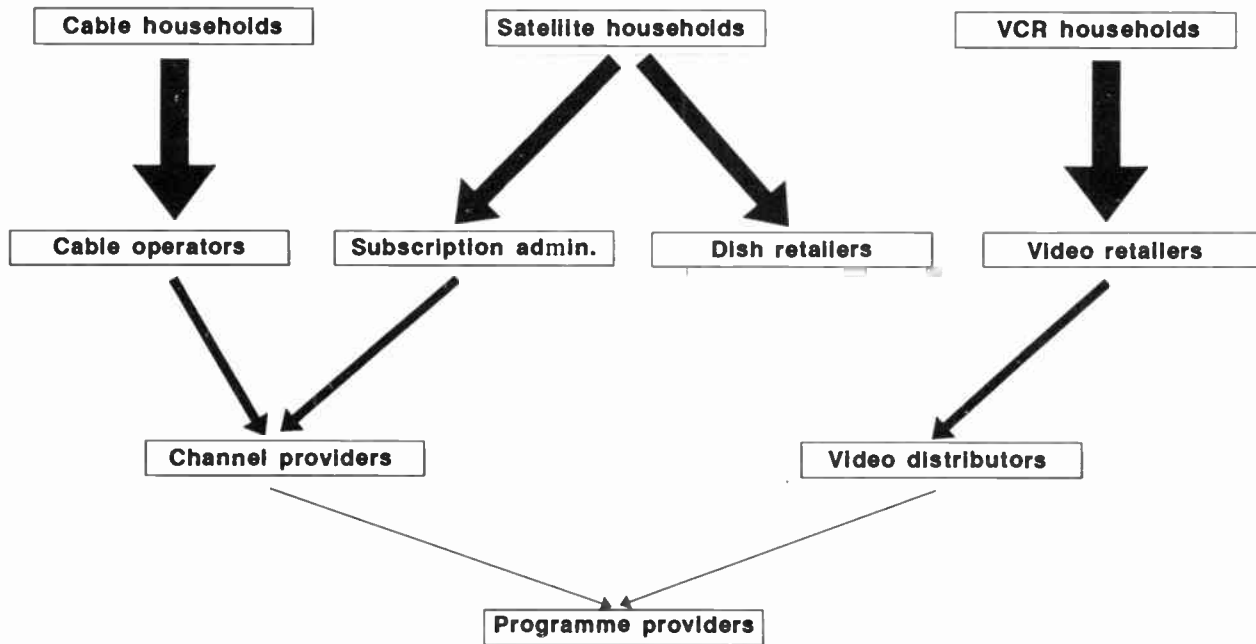 Cable households
Satellite households
VCR households
Cable operators
Subscription admin.
Dish retailers
Video retailers
Channel providers
Video distributors
Programme providers